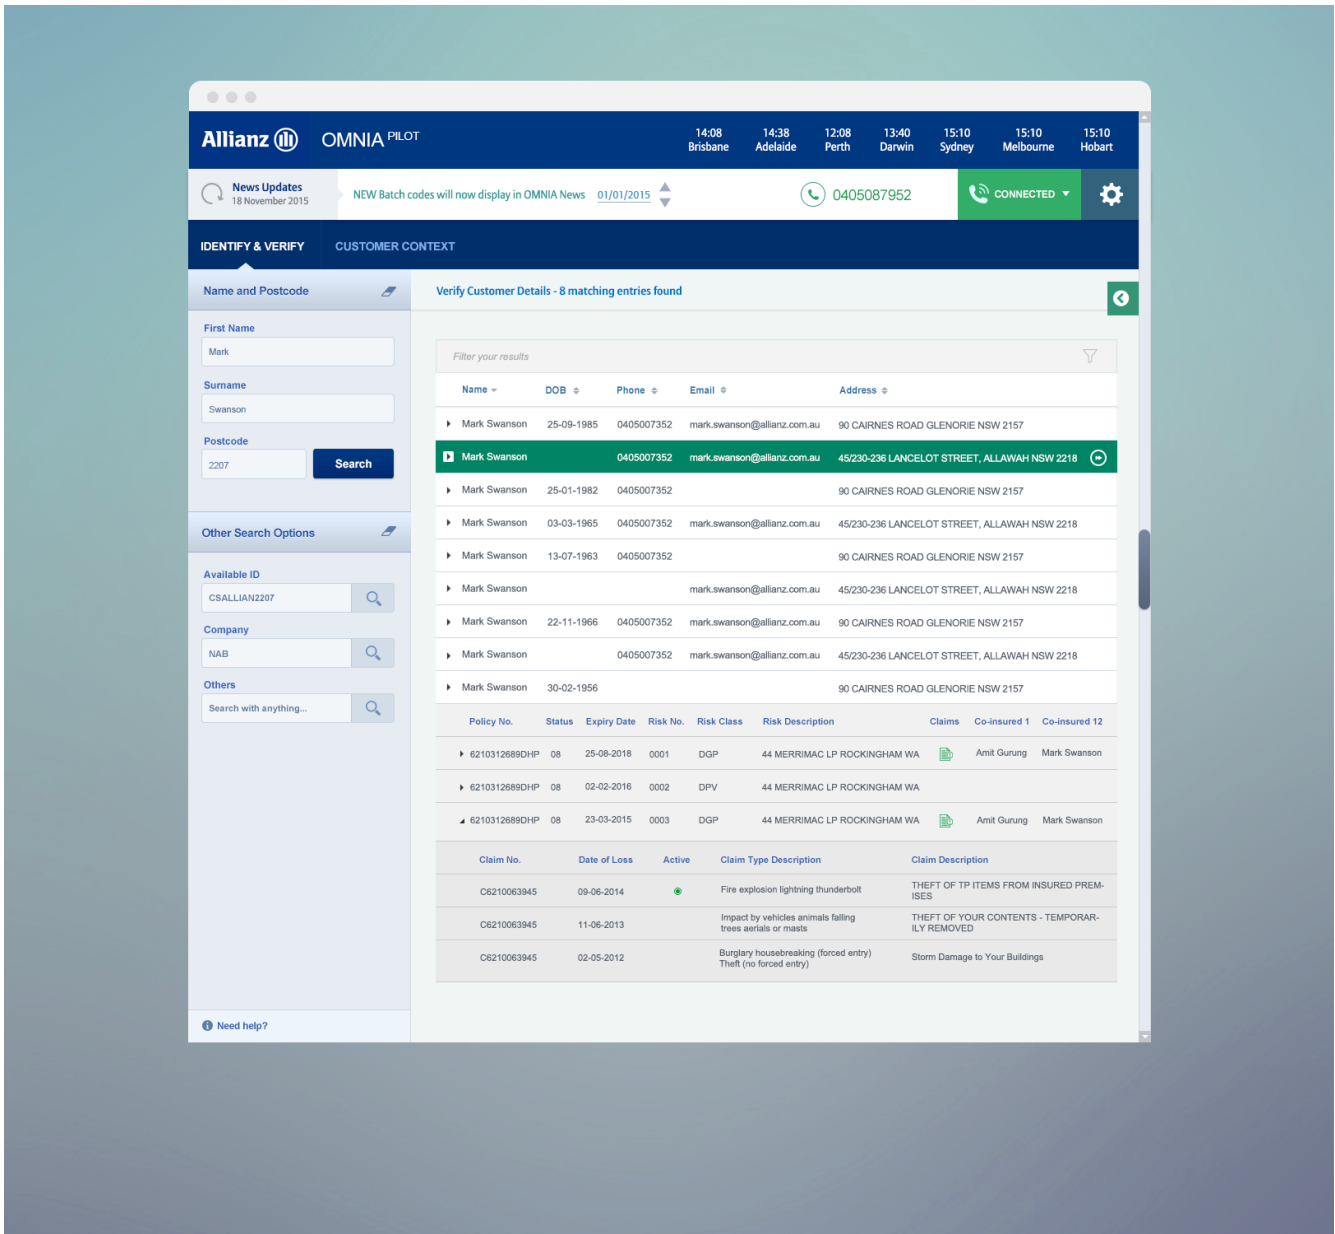 Allianz OMNIA PILOT
14:08 14:38 12:08 13:40 15:10 15:10 15:10
Brisbane Adelaide Perth Darwin Sydney Melbourne Hobart
News Updates
18 November 2015
NEW Batch codes will now display in OMNIA News 01/01/2015
0405087952
CONNECTED
IDENTIFY & VERIFY CUSTOMER CONTEXT
Name and Postcode
First Name
Mark
Surname
Swanson
Postcode
2207 Search
Other Search Options
Available ID
CSALLIAN2207
Company
NAB
Others
Search with anything...
Need help?
Verify Customer Details - 8 matching entries found
Filter your results
Name DOB Phone Email Address
Mark Swanson 25-09-1985 0405007352 mark.swanson@allianz.com.au 90 CAIRNES ROAD GLENORIE NSW 2157
Mark Swanson 0405007352 mark.swanson@allianz.com.au 45/230-236 LANCELOT STREET, ALLAWAH NSW 2218
Mark Swanson 25-01-1982 0405007352 90 CAIRNES ROAD GLENORIE NSW 2157
Mark Swanson 03-03-1965 0405007352 mark.swanson@allianz.com.au 45/230-236 LANCELOT STREET, ALLAWAH NSW 2218
Mark Swanson 13-07-1963 0405007352 90 CAIRNES ROAD GLENORIE NSW 2157
Mark Swanson mark.swanson@allianz.com.au 45/230-236 LANCELOT STREET, ALLAWAH NSW 2218
Mark Swanson 22-11-1966 0405007352 mark.swanson@allianz.com.au 90 CAIRNES ROAD GLENORIE NSW 2157
Mark Swanson 0405007352 mark.swanson@allianz.com.au 45/230-236 LANCELOT STREET, ALLAWAH NSW 2218
Mark Swanson 30-02-1956 90 CAIRNES ROAD GLENORIE NSW 2157
Policy No. Status Expiry Date Risk No. Risk Class Risk Description Claims Co-insured 1 Co-insured 12
6210312689DHP 08 25-08-2018 0001 DGP 44 MERRIMAC LP ROCKINGHAM WA Amit Gurung Mark Swanson
6210312689DHP 08 02-02-2016 0002 DPV 44 MERRIMAC LP ROCKINGHAM WA
6210312689DHP 08 23-03-2015 0003 DGP 44 MERRIMAC LP ROCKINGHAM WA Amit Gurung Mark Swanson
Claim No. Date of Loss Active Claim Type Description Claim Description
C6210063945 09-06-2014 Fire explosion lightning thunderbolt THEFT OF TP ITEMS FROM INSURED PREM-
ISES
C6210063945 11-06-2013 Impact by vehicles animals falling THEFT OF YOUR CONTENTS - TEMPORAR-
trees aerials or masts ILY REMOVED
C6210063945 02-05-2012 Burglary housebreaking (forced entry) Storm Damage to Your Buildings
Theft (no forced entry)